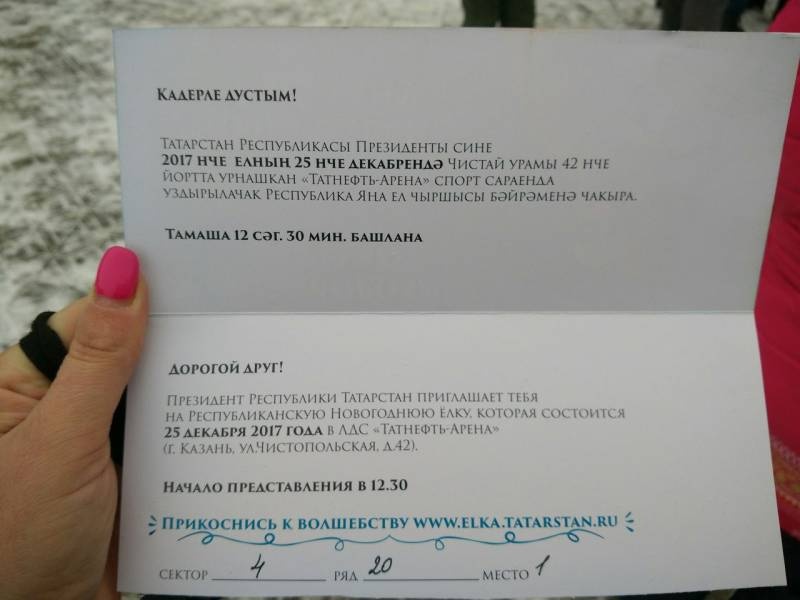 Кадерле дустым!
Татарстан Республикасы Президенты сине
2017 нче елның 25 нче декабрендә Чистай урамы 42 нче
йортта урнашкан «Татнефть-Арена» спорт сараенда
уздырылачак Республика Яңа ел чыршысы бәйрәменә чакыра.
Тамаша 12 сәг. 30 мин. башлана
Дорогой друг!
Президент Республики Татарстан приглашает тебя
на Республиканскую Новогоднюю Ёлку, которая состоится
25 декабря 2017 года в ЛДС «Татнефть-Арена»
(г. Казань, ул.Чистопольская, д.42).
Начало представления в 12.30
Прикоснись к волшебству www.elka.tatarstan.ru
сектор 4 ряд 20 место 1